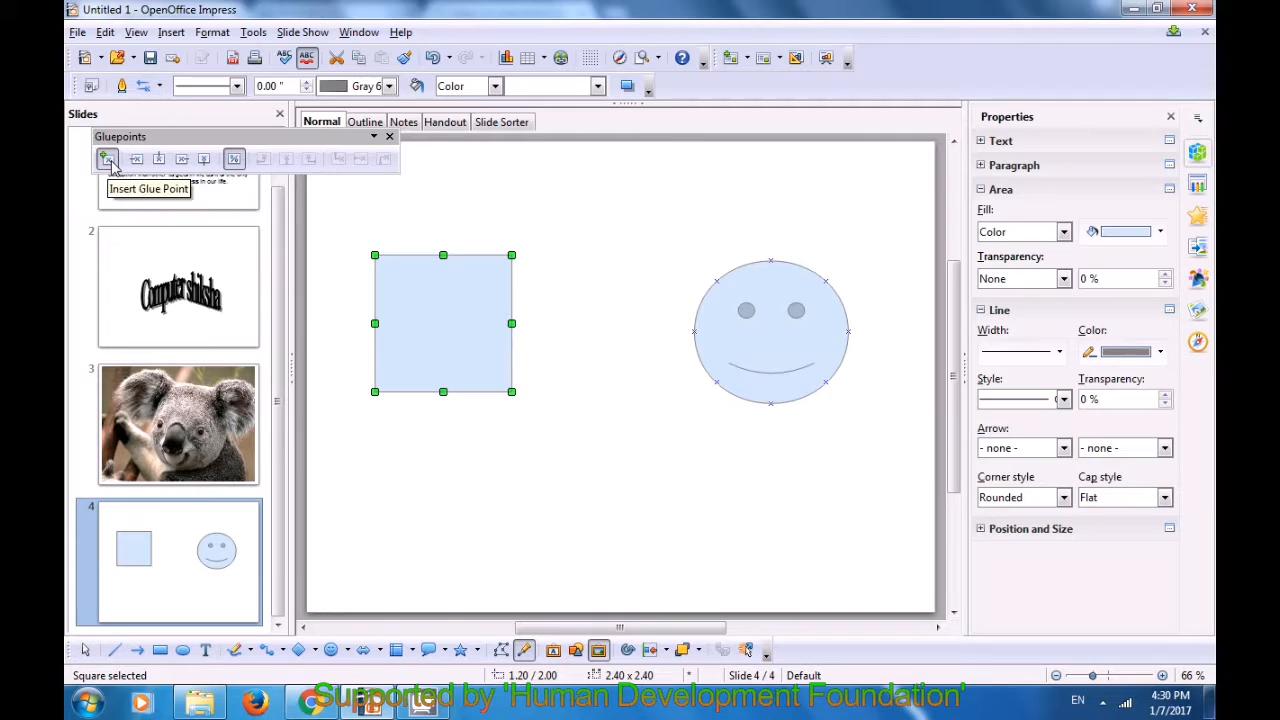 Untitled 1 - OpenOffice Impress
File Edit View Insert Format Tools Slide Show Window Help
0.00 " Gray 6 Color
Slides
Normal Outline Notes Handout Slide Sorter
Gluepoints
Insert Glue Point
2
Computer shiksha
3
4
Properties
Text
Paragraph
Area
Fill:
Color
Transparency:
None 0 %
Line
Width: Color:
Style: Transparency:
0 %
Arrow:
- none - - none -
Corner style Cap style
Rounded Flat
Position and Size
Square selected 1.20 / 2.00 2.40 x 2.40 * Slide 4 / 4 Default 66 %
Supported by 'Human Development Foundation'
EN 4:30 PM
1/7/2017